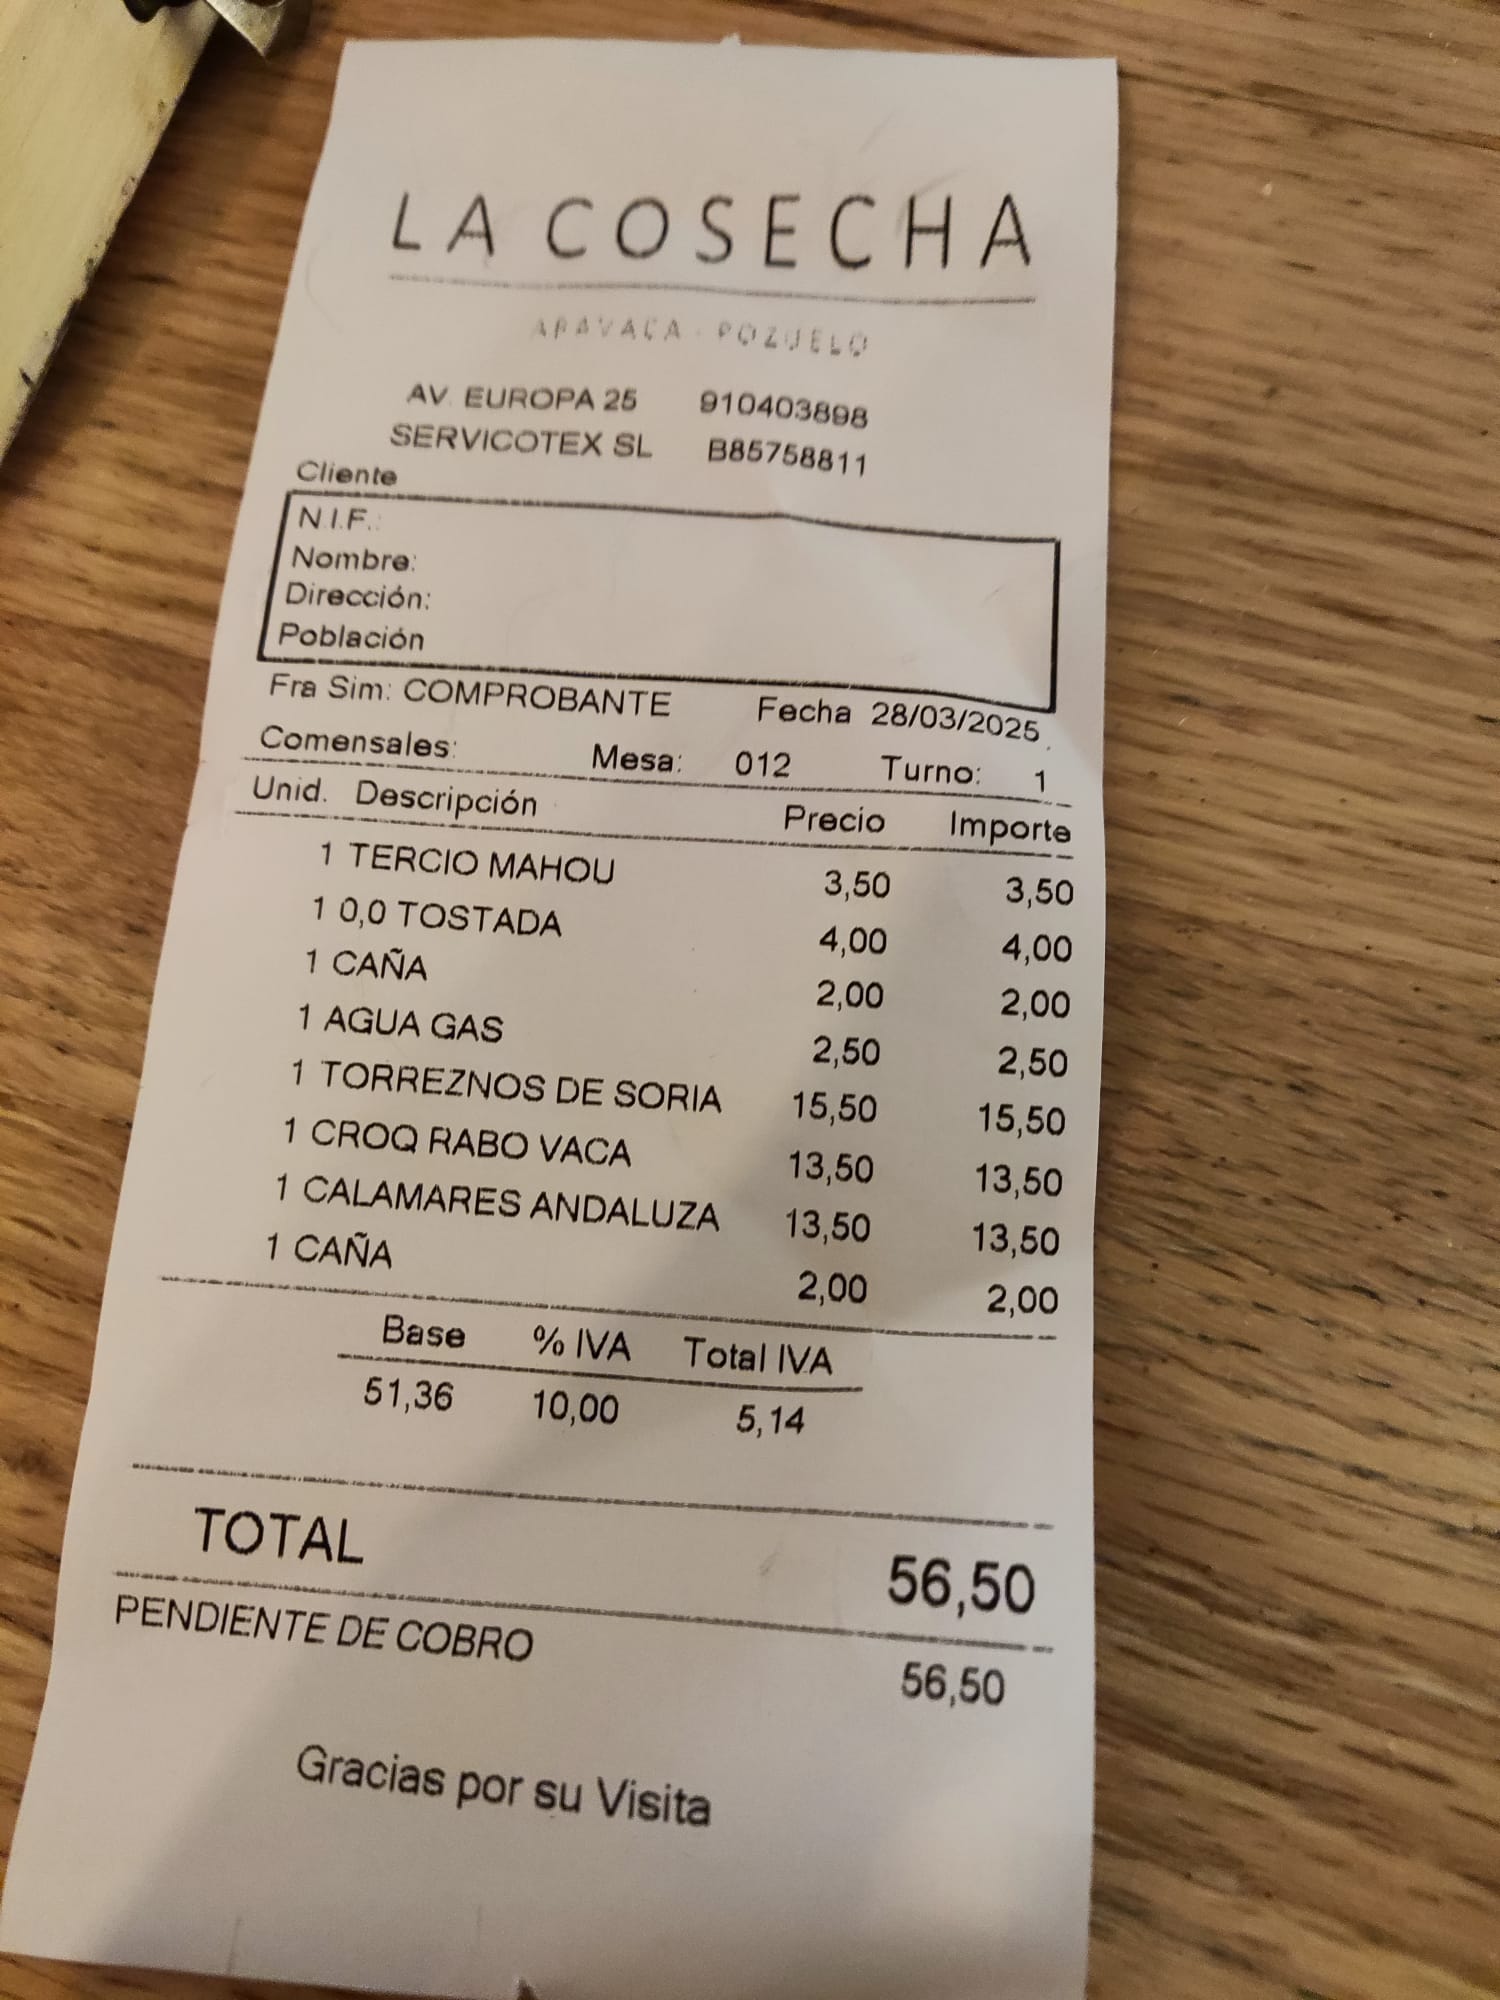 LA COSECHA
ARAVACA - POZUELO
AV. EUROPA 25 910403898
SERVICOTEX SL B85758811
Cliente
N.I.F.:
Nombre:
Dirección:
Población
Fra Sim: COMPROBANTE Fecha 28/03/2025
Comensales: Mesa: 012 Turno: 1
Unid. Descripción Precio Importe
1 TERCIO MAHOU 3,50 3,50
1 0,0 TOSTADA 4,00 4,00
1 CAÑA 2,00 2,00
1 AGUA GAS 2,50 2,50
1 TORREZNOS DE SORIA 15,50 15,50
1 CROQ RABO VACA 13,50 13,50
1 CALAMARES ANDALUZA 13,50 13,50
1 CAÑA 2,00 2,00
Base % IVA Total IVA
51,36 10,00 5,14
TOTAL 56,50
PENDIENTE DE COBRO 56,50
Gracias por su Visita